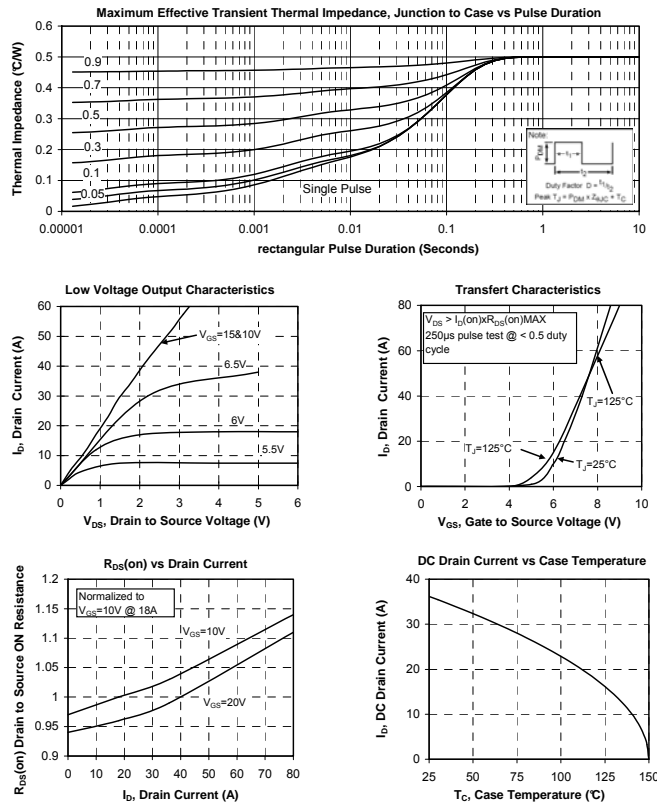 Maximum Effective Transient Thermal Impedance, Junction to Case vs Pulse Duration
Thermal Impedance (°C/W)
0.6
0.5
0.4
0.3
0.2
0.1
0
0.9
0.7
0.5
0.3
0.1
0.05
Single Pulse
Note:
PDM
t1
t2
Duty Factor D = t1/t2
Peak TJ = PDM x ZθJC + TC
0.00001 0.0001 0.001 0.01 0.1 1 10
rectangular Pulse Duration (Seconds)
Low Voltage Output Characteristics
ID, Drain Current (A)
60
50
40
30
20
10
0
VGS=15&10V
6.5V
6V
5.5V
0 1 2 3 4 5 6
VDS, Drain to Source Voltage (V)
Transfert Characteristics
ID, Drain Current (A)
80
60
40
20
0
VDS > ID(on)xRDS(on)MAX
250µs pulse test @ < 0.5 duty
cycle
TJ=125°C
TJ=125°C
TJ=25°C
0 2 4 6 8 10
VGS, Gate to Source Voltage (V)
RDS(on) vs Drain Current
RDS(on) Drain to Source ON Resistance
1.2
1.15
1.1
1.05
1
0.95
0.9
Normalized to
VGS=10V @ 18A
VGS=10V
VGS=20V
0 10 20 30 40 50 60 70 80
ID, Drain Current (A)
DC Drain Current vs Case Temperature
ID, DC Drain Current (A)
40
30
20
10
0
25 50 75 100 125 150
TC, Case Temperature (°C)